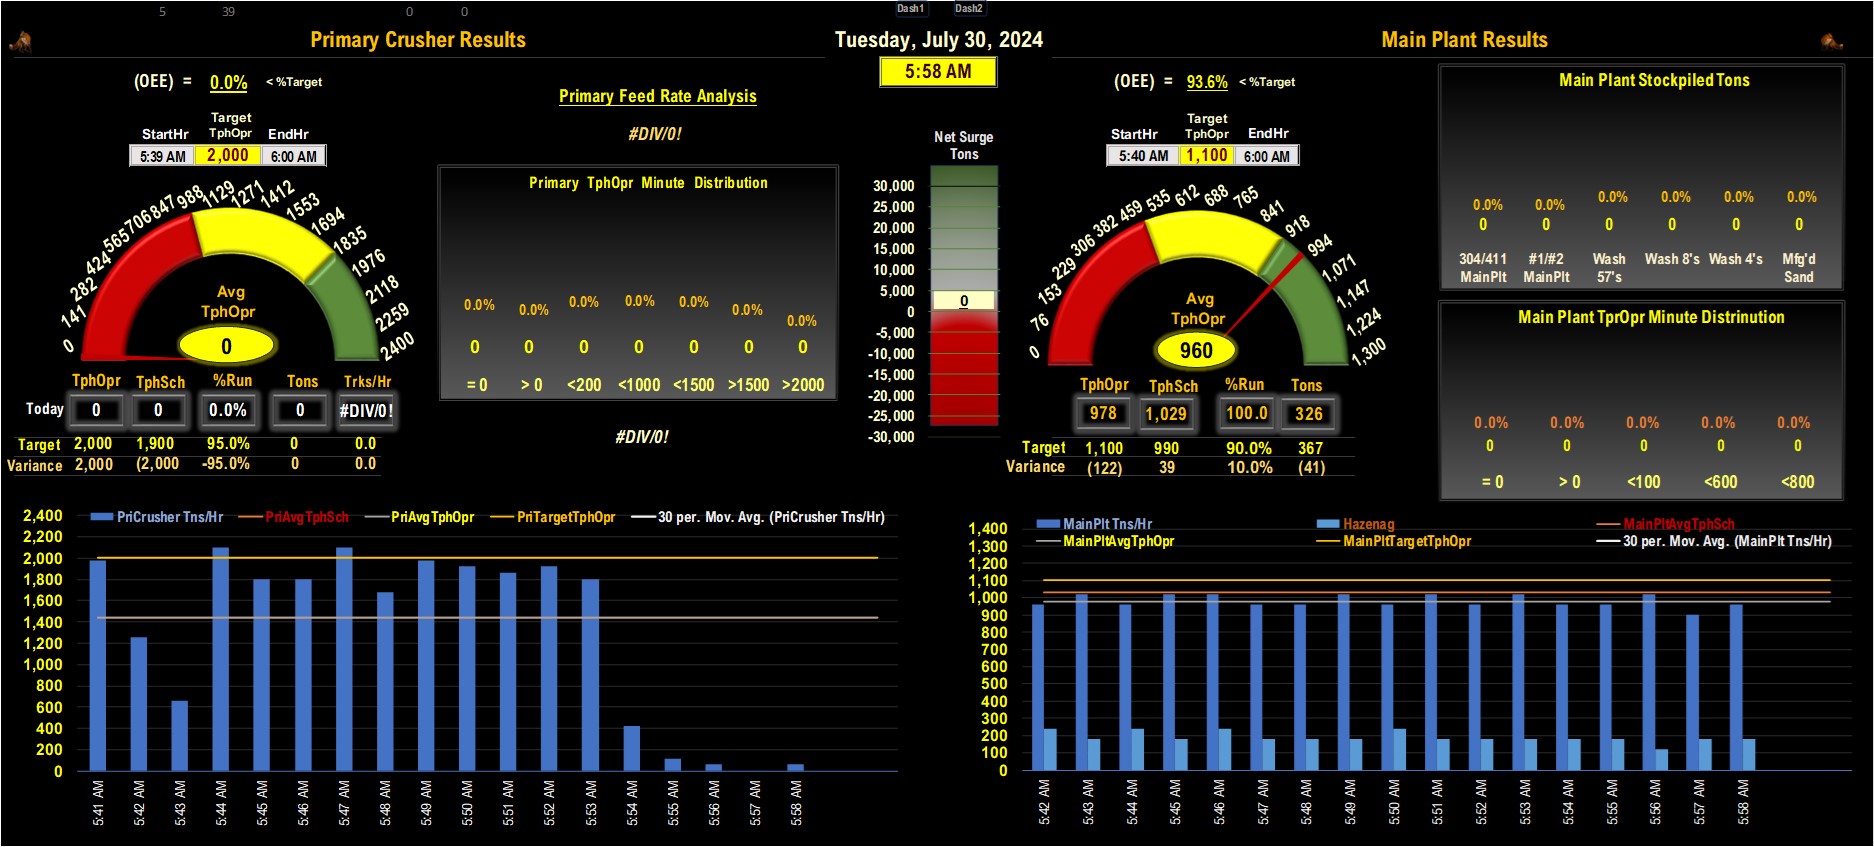 5 39 0 0 Dash1 Dash2
Primary Crusher Results
Tuesday, July 30, 2024
Main Plant Results
5:58 AM
(OEE) = 0.0% < %Target
Primary Feed Rate Analysis
#DIV/0!
Target
StartHr TphOpr EndHr
5:39 AM 2,000 6:00 AM
0
141
282
424
565
706
847
988
1129
1271
1412
1553
1694
1835
1976
2118
2259
2400
Avg
TphOpr
0
TphOpr TphSch %Run Tons Trks/Hr
Today 0 0 0.0% 0 #DIV/0!
Target 2,000 1,900 95.0% 0 0.0
Variance 2,000 (2,000 -95.0% 0 0.0
Primary TphOpr Minute Distribution
0.0% 0.0% 0.0% 0.0% 0.0% 0.0% 0.0%
0 0 0 0 0 0 0
= 0 > 0 <200 <1000 <1500 >1500 >2000
#DIV/0!
Net Surge
Tons
30,000
25,000
20,000
15,000
10,000
5,000
0
0
-5,000
-10,000
-15,000
-20,000
-25,000
-30,000
(OEE) = 93.6% < %Target
Target
StartHr TphOpr EndHr
5:40 AM 1,100 6:00 AM
0
76
153
229
306
382
459
535
612
688
765
841
918
994
1,071
1,147
1,224
1,300
Avg
TphOpr
960
TphOpr TphSch %Run Tons
978 1,029 100.0 326
Target 1,100 990 90.0% 367
Variance (122) 39 10.0% (41)
Main Plant Stockpiled Tons
0.0% 0.0% 0.0% 0.0% 0.0% 0.0%
0 0 0 0 0 0
304/411 #1/#2 Wash Wash 8's Wash 4's Mfg'd
MainPlt MainPlt 57's Sand
Main Plant TprOpr Minute Distrinution
0.0% 0.0% 0.0% 0.0% 0.0%
0 0 0 0 0
= 0 > 0 <100 <600 <800
PriCrusher Tns/Hr PriAvgTphSch PriAvgTphOpr PriTargetTphOpr 30 per. Mov. Avg. (PriCrusher Tns/Hr)
2,400
2,200
2,000
1,800
1,600
1,400
1,200
1,000
800
600
400
200
0
5:41 AM
5:42 AM
5:43 AM
5:44 AM
5:45 AM
5:46 AM
5:47 AM
5:48 AM
5:49 AM
5:50 AM
5:51 AM
5:52 AM
5:53 AM
5:54 AM
5:55 AM
5:56 AM
5:57 AM
5:58 AM
MainPlt Tns/Hr Hazenag MainPltAvgTphSch
MainPltAvgTphOpr MainPltTargetTphOpr 30 per. Mov. Avg. (MainPlt Tns/Hr)
1,400
1,300
1,200
1,100
1,000
900
800
700
600
500
400
300
200
100
0
5:42 AM
5:43 AM
5:44 AM
5:45 AM
5:46 AM
5:47 AM
5:48 AM
5:49 AM
5:50 AM
5:51 AM
5:52 AM
5:53 AM
5:54 AM
5:55 AM
5:56 AM
5:57 AM
5:58 AM